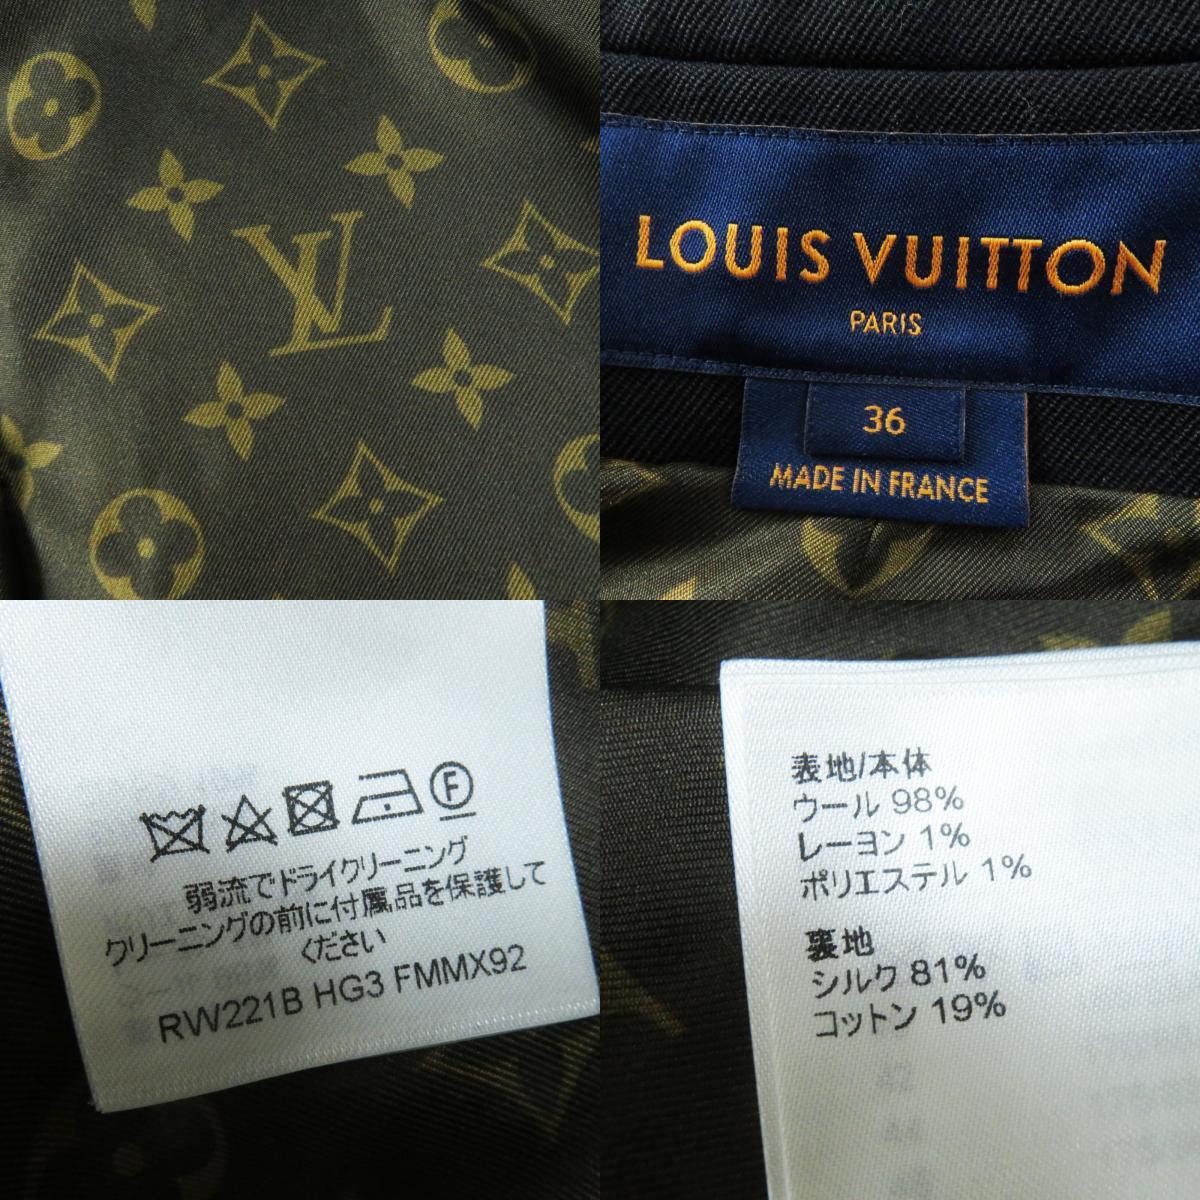 LV
LOUIS VUITTON
PARIS
36
MADE IN FRANCE
F
弱流でドライクリーニング
クリーニングの前に付属品を保護して
ください
RW221B HG3 FMMX92
表地/本体
ウール 98%
レーヨン 1%
ポリエステル 1%
裏地
シルク 81%
コットン 19%
42
44